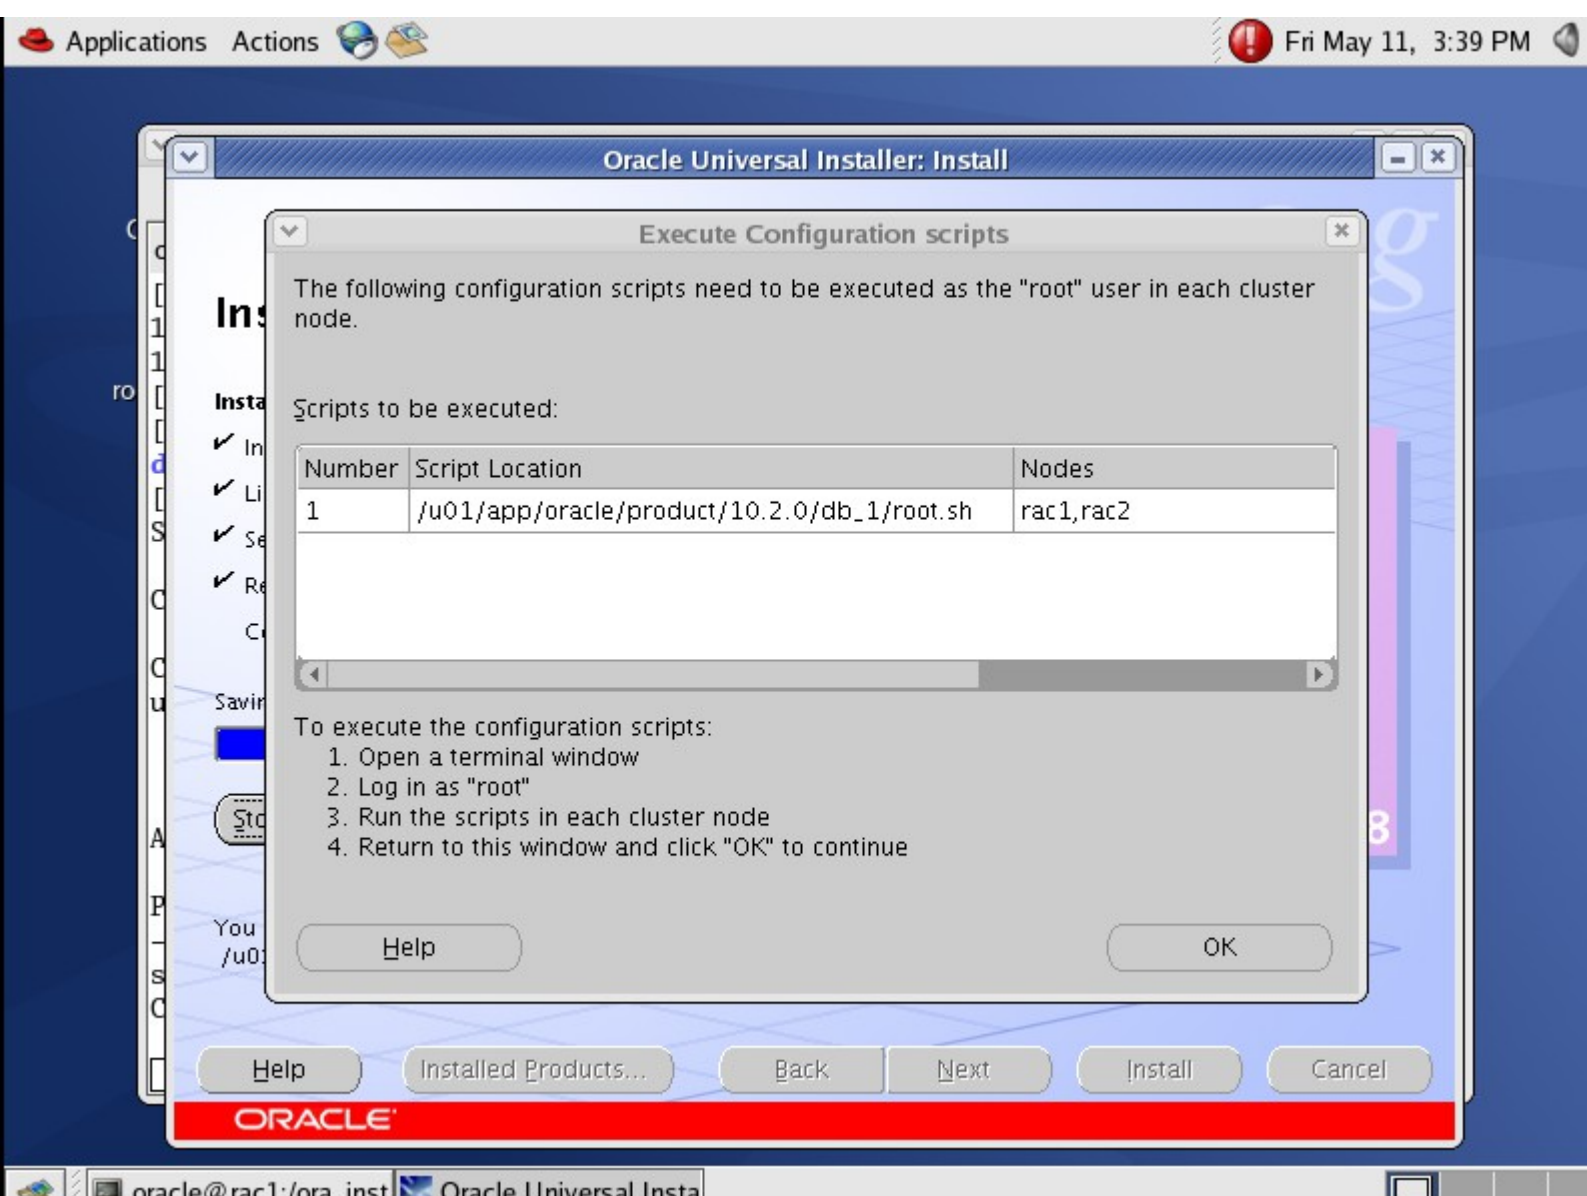 Applications Actions Fri May 11, 3:39 PM
Oracle Universal Installer: Install
Execute Configuration scripts
The following configuration scripts need to be executed as the "root" user in each cluster
node.
Scripts to be executed:
Number Script Location Nodes
1 /u01/app/oracle/product/10.2.0/db_1/root.sh rac1,rac2
To execute the configuration scripts:
1. Open a terminal window
2. Log in as "root"
3. Run the scripts in each cluster node
4. Return to this window and click "OK" to continue
Help OK
You
Help Installed Products... Back Next Install Cancel
ORACLE
oracle@rac1:/ora_inst Oracle Universal Insta